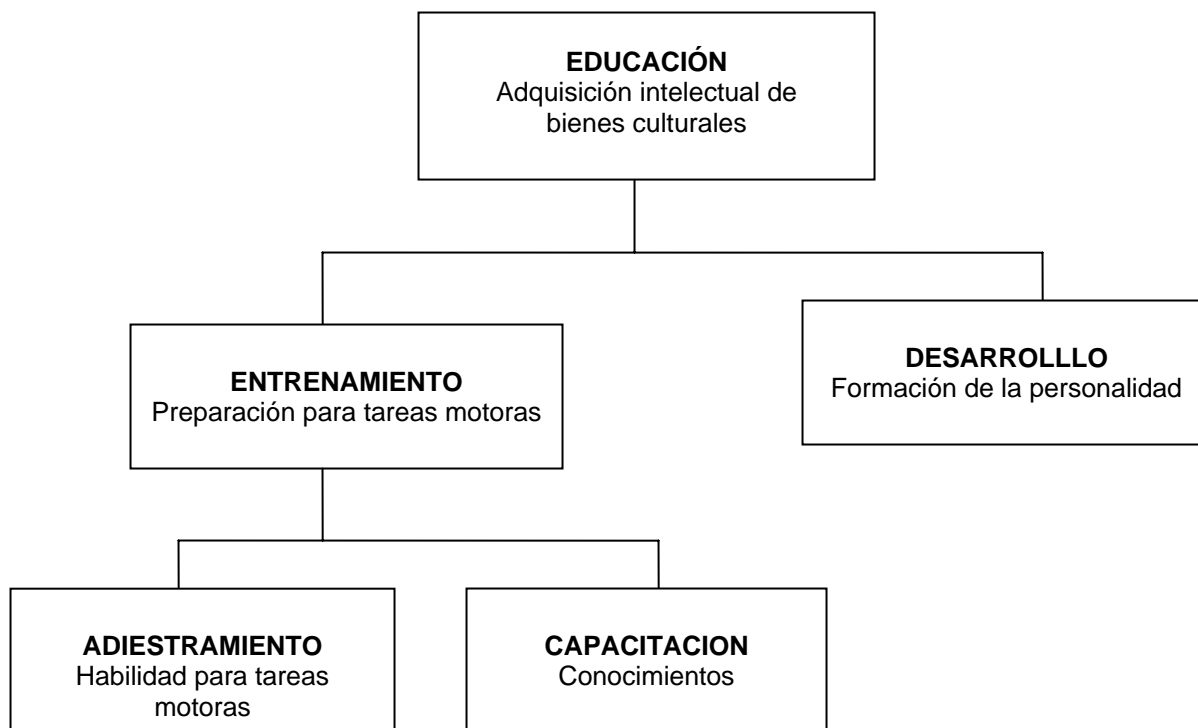 EDUCACIÓN
Adquisición intelectual de
bienes culturales
ENTRENAMIENTO
Preparación para tareas motoras
DESARROLLLO
Formación de la personalidad
ADIESTRAMIENTO
Habilidad para tareas
motoras
CAPACITACION
Conocimientos